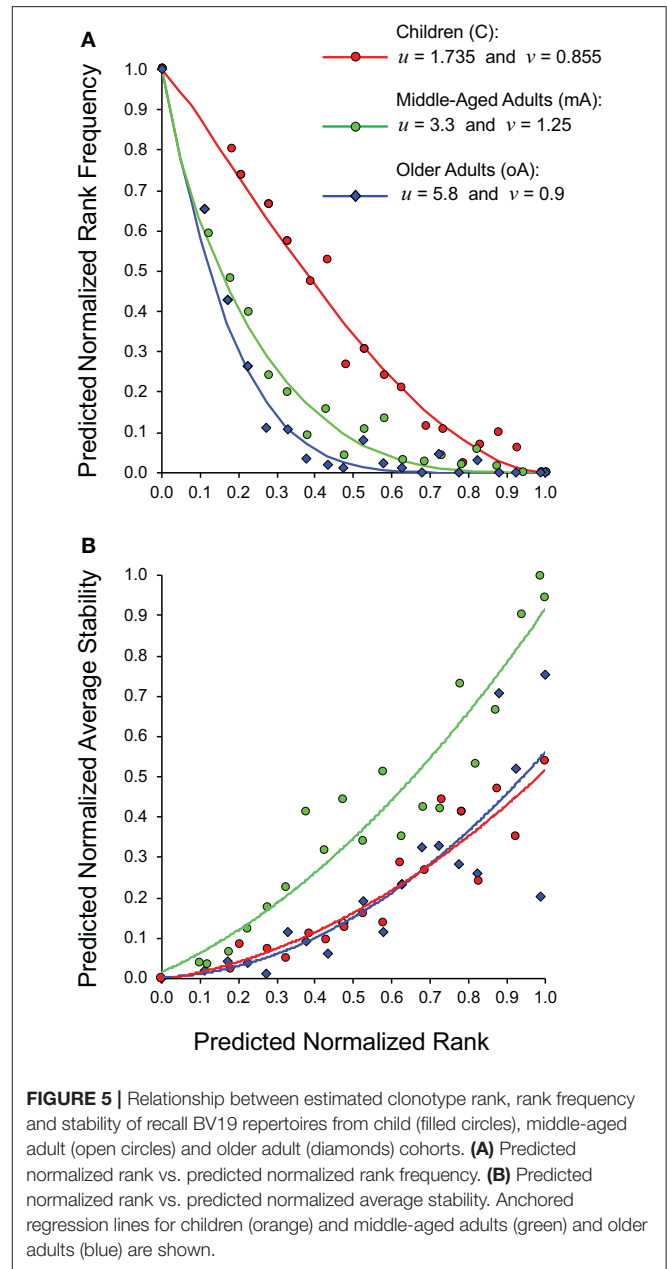 A
Children (C):
u = 1.735 and v = 0.855
Middle-Aged Adults (mA):
u = 3.3 and v = 1.25
Older Adults (oA):
u = 5.8 and v = 0.9
Predicted Normalized Rank Frequency
1.0
0.9
0.8
0.7
0.6
0.5
0.4
0.3
0.2
0.1
0.0
0.0 0.1 0.2 0.3 0.4 0.5 0.6 0.7 0.8 0.9 1.0
B
Predicted Normalized Average Stability
1.0
0.9
0.8
0.7
0.6
0.5
0.4
0.3
0.2
0.1
0.0
0.0 0.1 0.2 0.3 0.4 0.5 0.6 0.7 0.8 0.9 1.0
Predicted Normalized Rank
FIGURE 5 | Relationship between estimated clonotype rank, rank frequency
and stability of recall BV19 repertoires from child (filled circles), middle-aged
adult (open circles) and older adult (diamonds) cohorts. (A) Predicted
normalized rank vs. predicted normalized rank frequency. (B) Predicted
normalized rank vs. predicted normalized average stability. Anchored
regression lines for children (orange) and middle-aged adults (green) and older
adults (blue) are shown.